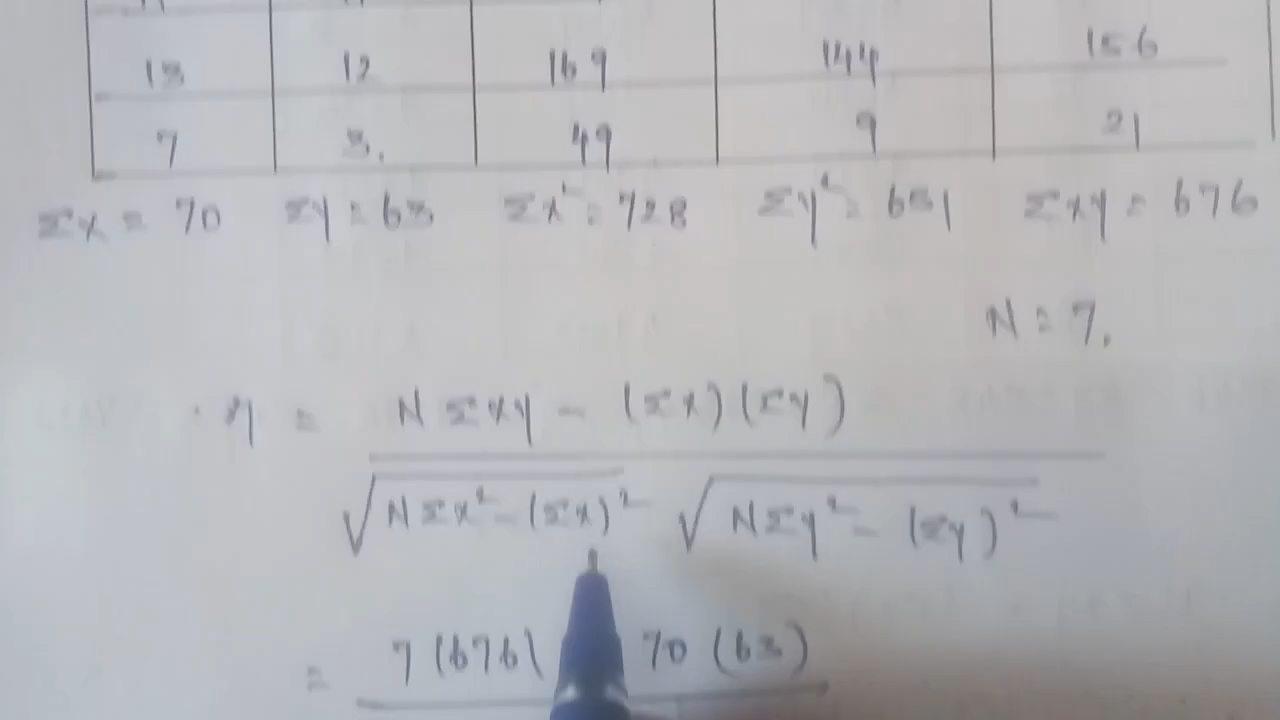 13 12 169 144 156
7 3. 49 9 21
Σx = 70 Σy = 63 Σx² = 728 Σy² = 651 Σxy = 676
N = 7.
r = N Σxy - (Σx)(Σy)
√NΣx² - (Σx)² √NΣy² - (Σy)²
= 7(676) 70(63)